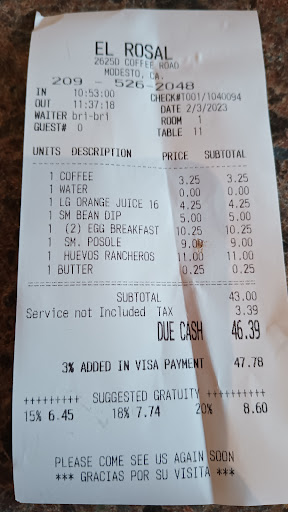 EL ROSAL
2625D COFFEE ROAD
MODESTO, CA.
209 - 526-2048
IN 10:53:00 CHECK#T001/1040094
OUT 11:37:18 DATE 2/3/2023
WAITER bri-bri ROOM 1
GUEST# 0 TABLE 11
UNITS DESCRIPTION PRICE SUBTOTAL
1 COFFEE 3.25 3.25
1 WATER 0.00 0.00
1 LG ORANGE JUICE 16 4.25 4.25
1 SM BEAN DIP 5.00 5.00
1 (2) EGG BREAKFAST 10.25 10.25
1 SM. POSOLE 9.00 9.00
1 HUEVOS RANCHEROS 11.00 11.00
1 BUTTER 0.25 0.25
SUBTOTAL 43.00
Service not Included TAX 3.39
DUE CASH 46.39
3% ADDED IN VISA PAYMENT 47.78
+++++++++ SUGGESTED GRATUITY ++++++++++
15% 6.45 18% 7.74 20% 8.60
PLEASE COME SEE US AGAIN SOON
*** GRACIAS POR SU VISITA ***